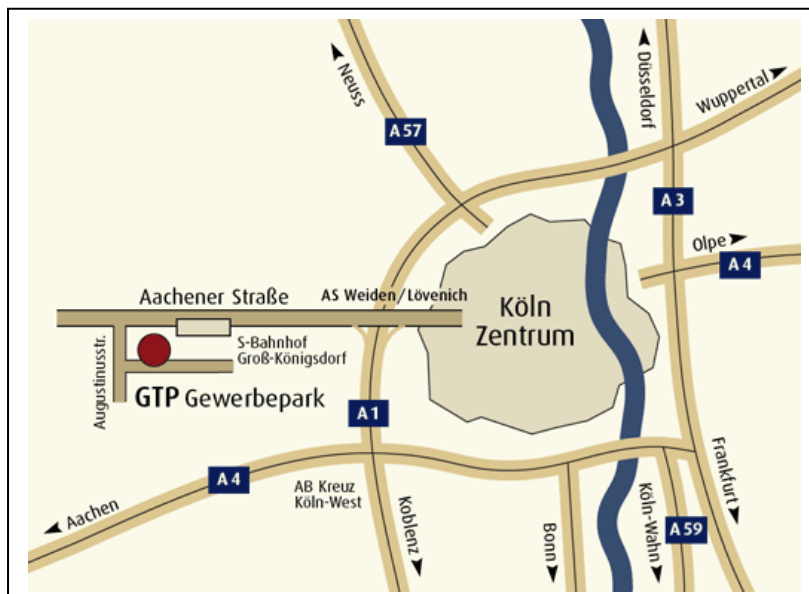 Neuss
Düsseldorf
Wuppertal
A 57
A 3
Olpe
A 4
Aachener Straße
AS Weiden/Lövenich
Köln
Zentrum
S-Bahnhof
Groß-Königsdorf
Augustinusstr.
GTP Gewerbepark
A 1
A 4
AB Kreuz
Köln-West
Aachen
Koblenz
Bonn
Köln-Wahn
Frankfurt
A 59